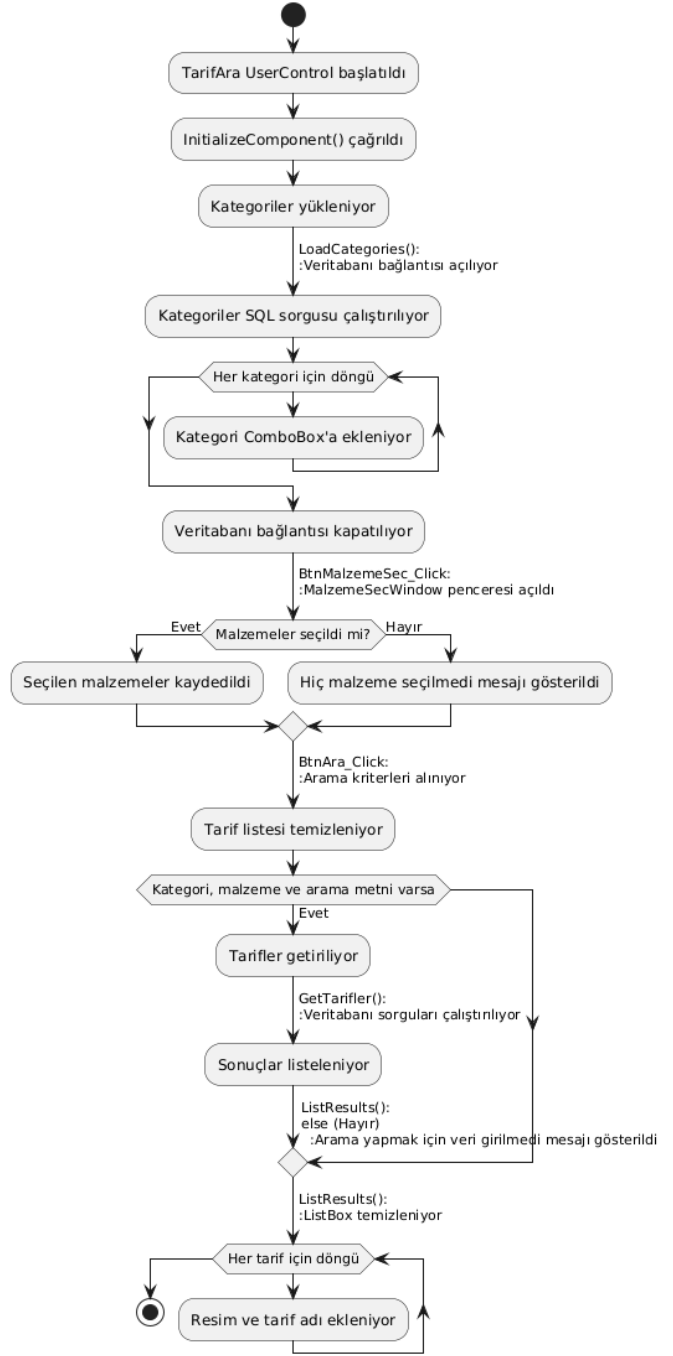 TarifAra UserControl başlatıldı
InitializeComponent() çağrıldı
Kategoriler yükleniyor
LoadCategories():
:Veritabanı bağlantısı açılıyor
Kategoriler SQL sorgusu çalıştırılıyor
Her kategori için döngü
Kategori ComboBox'a ekleniyor
Veritabanı bağlantısı kapatılıyor
BtnMalzemeSec_Click:
:MalzemeSecWindow penceresi açıldı
Evet
Malzemeler seçildi mi?
Hayır
Seçilen malzemeler kaydedildi
Hiç malzeme seçilmedi mesajı gösterildi
BtnAra_Click:
:Arama kriterleri alınıyor
Tarif listesi temizleniyor
Kategori, malzeme ve arama metni varsa
Evet
Tarifler getiriliyor
GetTarifler():
:Veritabanı sorguları çalıştırılıyor
Sonuçlar listeleniyor
ListResults():
else (Hayır)
:Arama yapmak için veri girilmedi mesajı gösterildi
ListResults():
:ListBox temizleniyor
Her tarif için döngü
Resim ve tarif adı ekleniyor